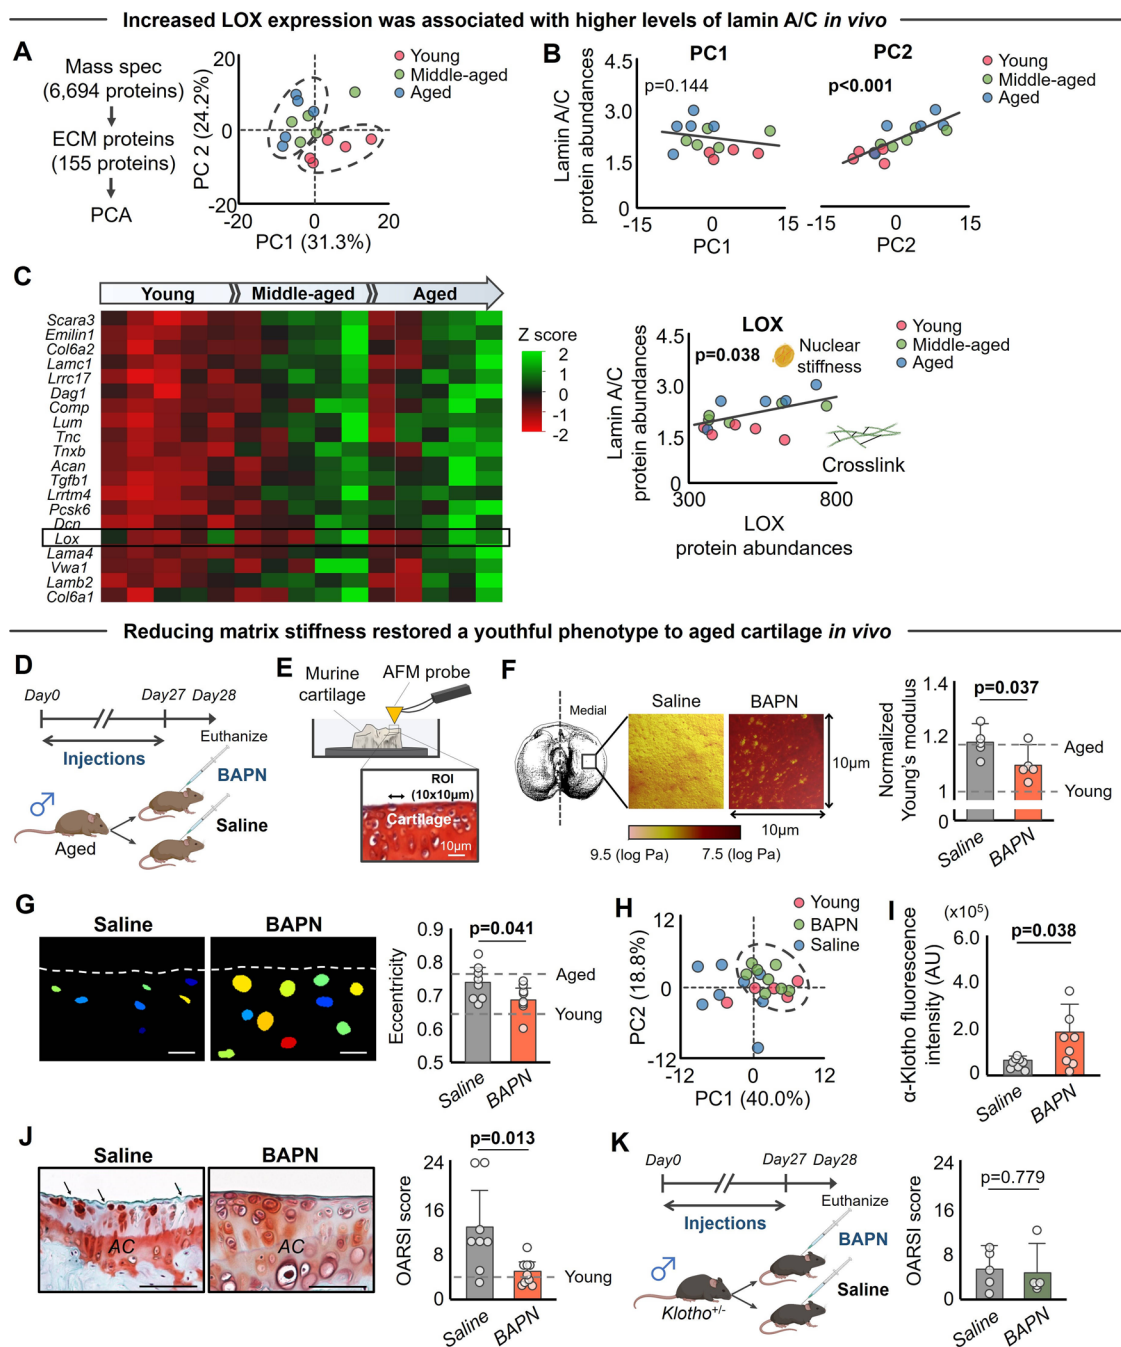 Increased LOX expression was associated with higher levels of lamin A/C in vivo
A
Mass spec
(6,694 proteins)
ECM proteins
(155 proteins)
PCA
PC 2 (24.2%)
20
0
-20
-20
0
20
PC1 (31.3%)
Young
Middle-aged
Aged
B
PC1
PC2
Lamin A/C
protein abundances
4.5
3.0
1.5
0
p=0.144
-15
0
15
PC1
p<0.001
-15
0
15
PC2
Young
Middle-aged
Aged
C
Young
Middle-aged
Aged
Scara3
Emilin1
Col6a2
Lamc1
Lrrc17
Dag1
Comp
Lum
Tnc
Tnxb
Acan
Tgfb1
Lrrtm4
Pcsk6
Dcn
Lox
Lama4
Vwa1
Lamb2
Col6a1
Z score
2
1
0
-1
-2
LOX
Lamin A/C
protein abundances
4.5
3.0
1.5
0
p=0.038
Nuclear
stiffness
Crosslink
300
800
LOX
protein abundances
Young
Middle-aged
Aged
Reducing matrix stiffness restored a youthful phenotype to aged cartilage in vivo
D
Day0
Day27
Day28
Injections
Euthanize
BAPN
Saline
Aged
E
Murine
cartilage
AFM probe
ROI
(10x10µm)
Cartilage
10µm
F
Medial
Saline
BAPN
10µm
10µm
9.5 (log Pa)
7.5 (log Pa)
Normalized
Young's modulus
1.4
1.2
1
0
p=0.037
Aged
Young
Saline
BAPN
G
Saline
BAPN
Eccentricity
0.9
0.8
0.7
0.6
0.5
p=0.041
Aged
Young
Saline
BAPN
H
Young
BAPN
Saline
PC2 (18.8%)
12
0
-12
-12
0
12
PC1 (40.0%)
I
α-Klotho fluorescence
intensity (AU)
(x10⁵)
6.0
4.0
2.0
0
p=0.038
Saline
BAPN
J
Saline
BAPN
AC
AC
OARSI score
24
16
8
0
p=0.013
Young
Saline
BAPN
K
Day0
Day27
Day28
Injections
Euthanize
BAPN
Saline
Klotho+/-
OARSI score
24
16
8
0
p=0.779
Saline
BAPN